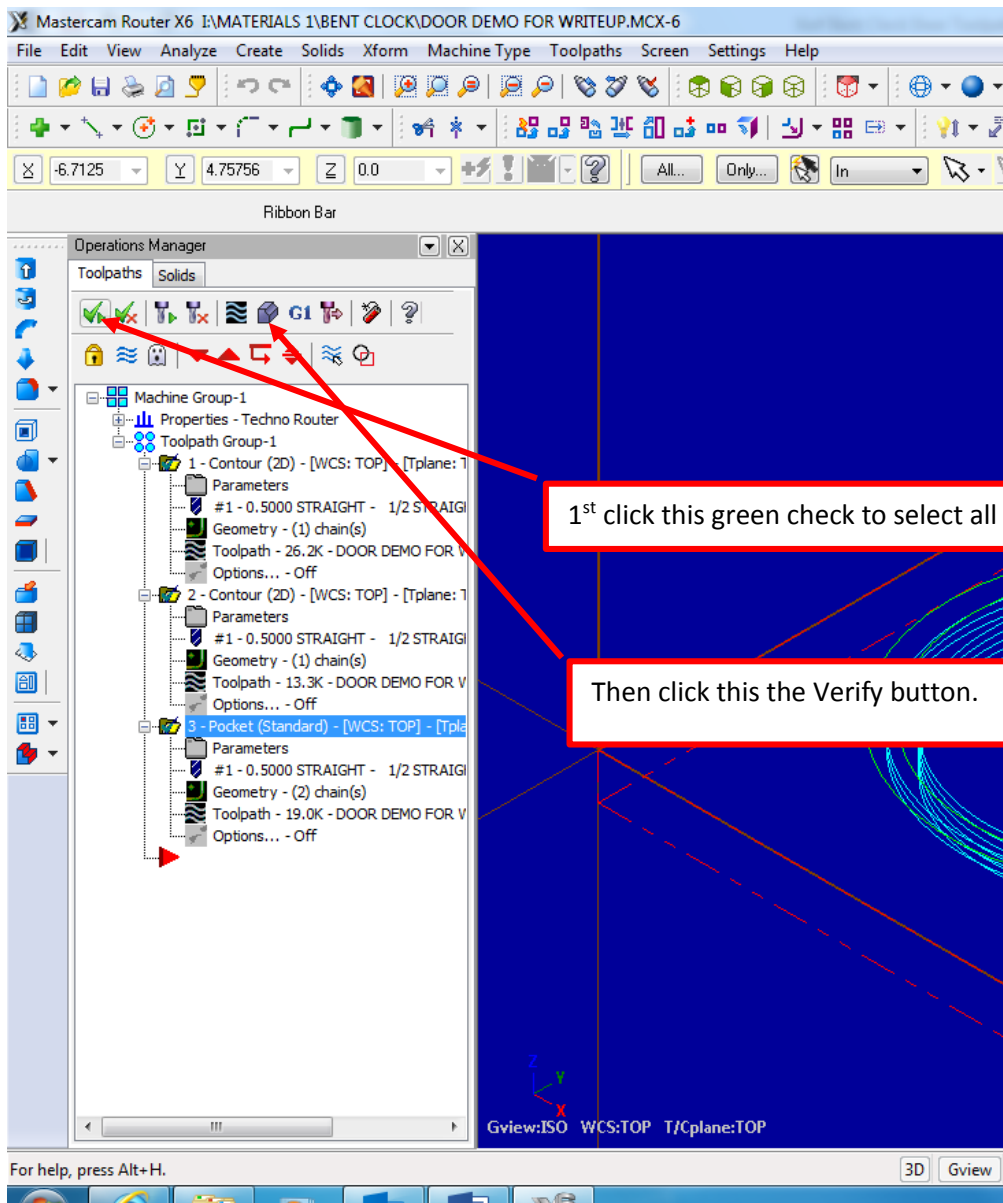 Mastercam Router X6 I:\MATERIALS 1\BENT CLOCK\DOOR DEMO FOR WRITEUP.MCX-6
File Edit View Analyze Create Solids Xform Machine Type Toolpaths Screen Settings Help
X -6.7125 Y 4.75756 Z 0.0 All... Only... In
Ribbon Bar
Operations Manager
Toolpaths Solids
G1
Machine Group-1
Properties - Techno Router
Toolpath Group-1
1 - Contour (2D) - [WCS: TOP] - [Tplane: T
Parameters
#1 - 0.5000 STRAIGHT - 1/2 STRAIG
Geometry - (1) chain(s)
Toolpath - 26.2K - DOOR DEMO FOR W
Options... - Off
2 - Contour (2D) - [WCS: TOP] - [Tplane: T
Parameters
#1 - 0.5000 STRAIGHT - 1/2 STRAIG
Geometry - (1) chain(s)
Toolpath - 13.3K - DOOR DEMO FOR W
Options... - Off
3 - Pocket (Standard) - [WCS: TOP] - [Tpla
Parameters
#1 - 0.5000 STRAIGHT - 1/2 STRAIG
Geometry - (2) chain(s)
Toolpath - 19.0K - DOOR DEMO FOR W
Options... - Off
1st click this green check to select all
Then click this the Verify button.
Z
Y
X
Gview:ISO WCS:TOP T/Cplane:TOP
For help, press Alt+H.
3D Gview